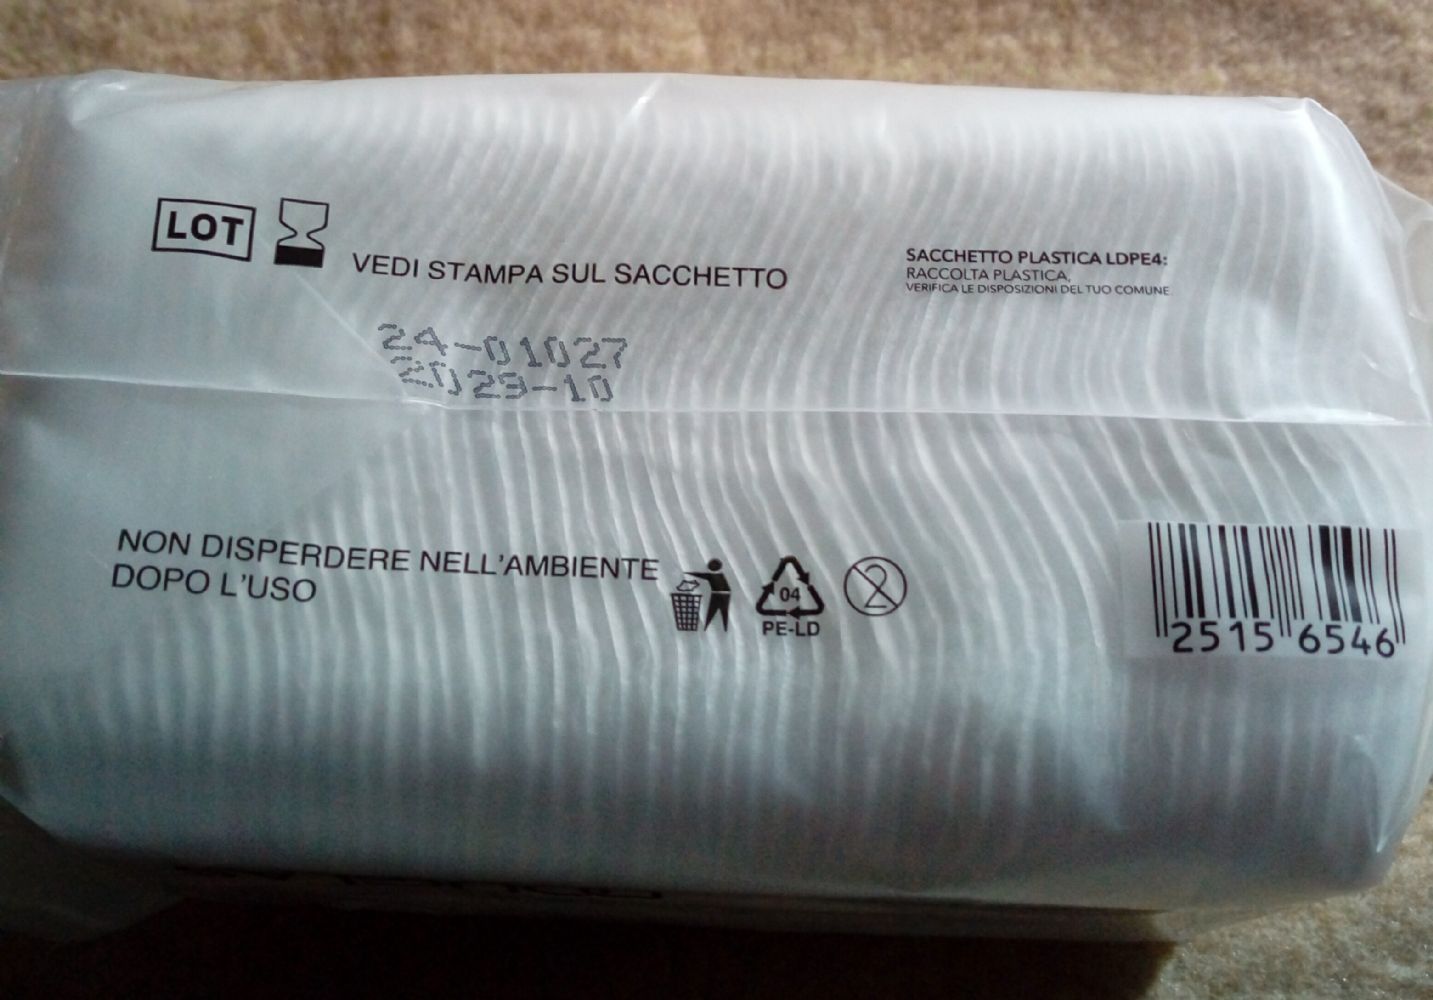 LOT
VEDI STAMPA SUL SACCHETTO
24-01027
2029-10
SACCHETTO PLASTICA LDPE4:
RACCOLTA PLASTICA,
VERIFICA LE DISPOSIZIONI DEL TUO COMUNE.
NON DISPERDERE NELL'AMBIENTE
DOPO L'USO
04
PE-LD
2
2515 6546